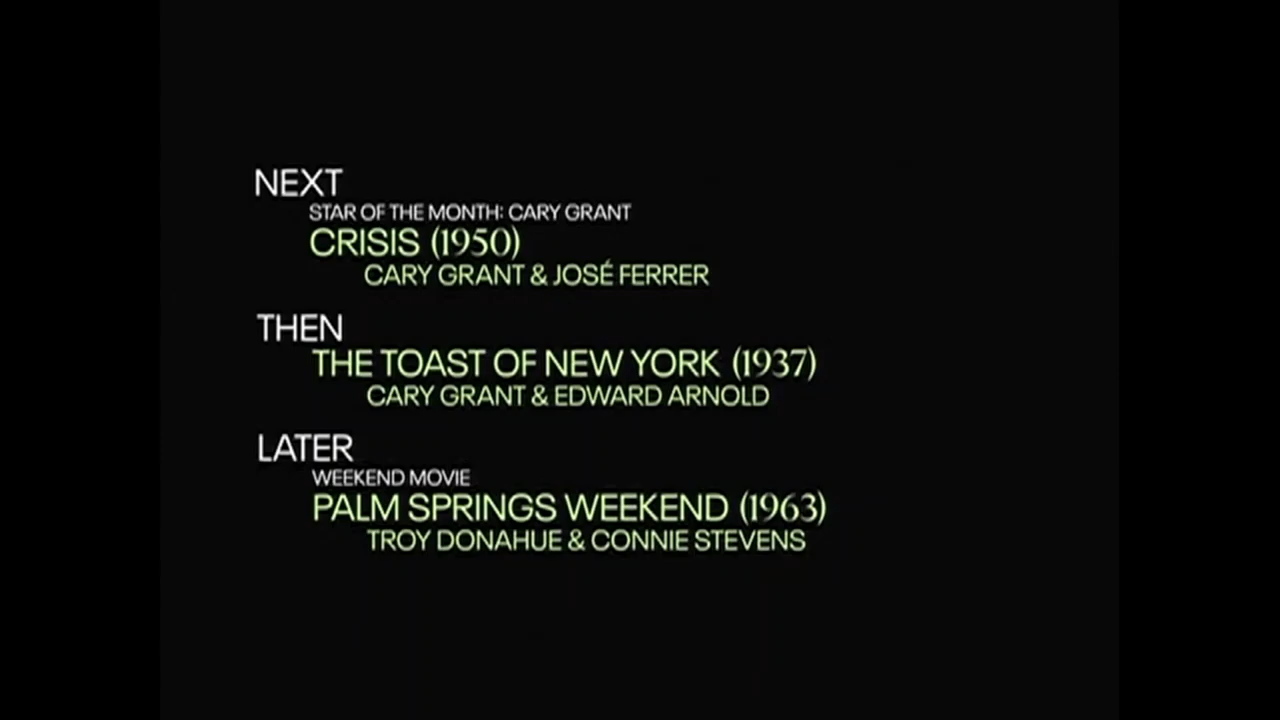 NEXT
STAR OF THE MONTH: CARY GRANT
CRISIS (1950)
CARY GRANT & JOSÉ FERRER
THEN
THE TOAST OF NEW YORK (1937)
CARY GRANT & EDWARD ARNOLD
LATER
WEEKEND MOVIE
PALM SPRINGS WEEKEND (1963)
TROY DONAHUE & CONNIE STEVENS